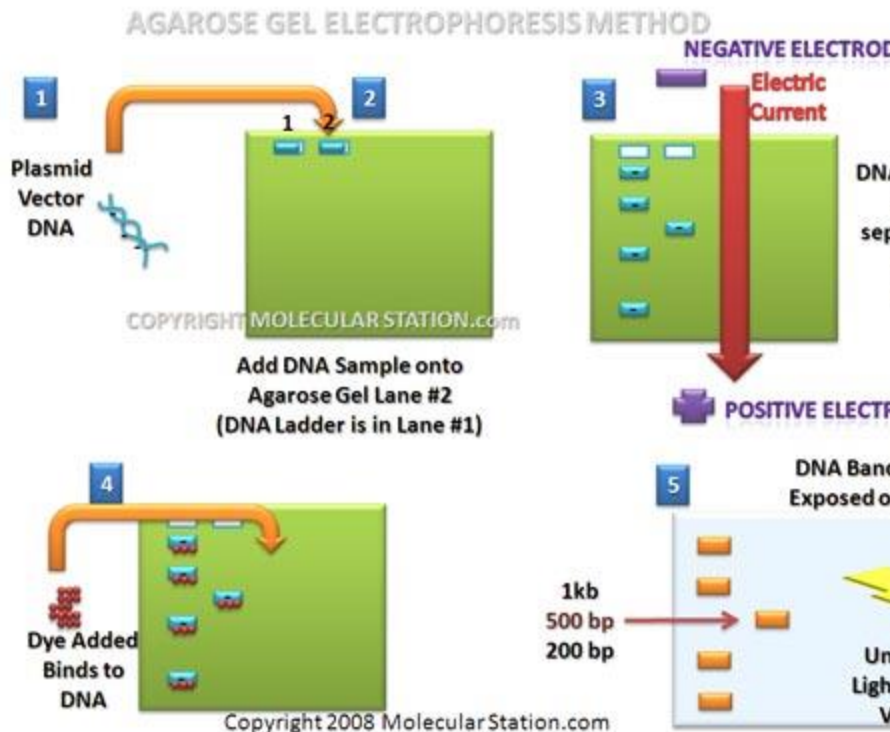 AGAROSE GEL ELECTROPHORESIS METHOD
1
2
Plasmid
Vector
DNA
1 2
COPYRIGHT MOLECULAR STATION.com
Add DNA Sample onto
Agarose Gel Lane #2
(DNA Ladder is in Lane #1)
NEGATIVE ELECTROD
3
Electric
Current
DNA
sep
POSITIVE ELECTR
4
Dye Added
Binds to
DNA
5
DNA Banc
Exposed o
1kb
500 bp
200 bp
Un
Light
V
Copyright 2008 MolecularStation.com